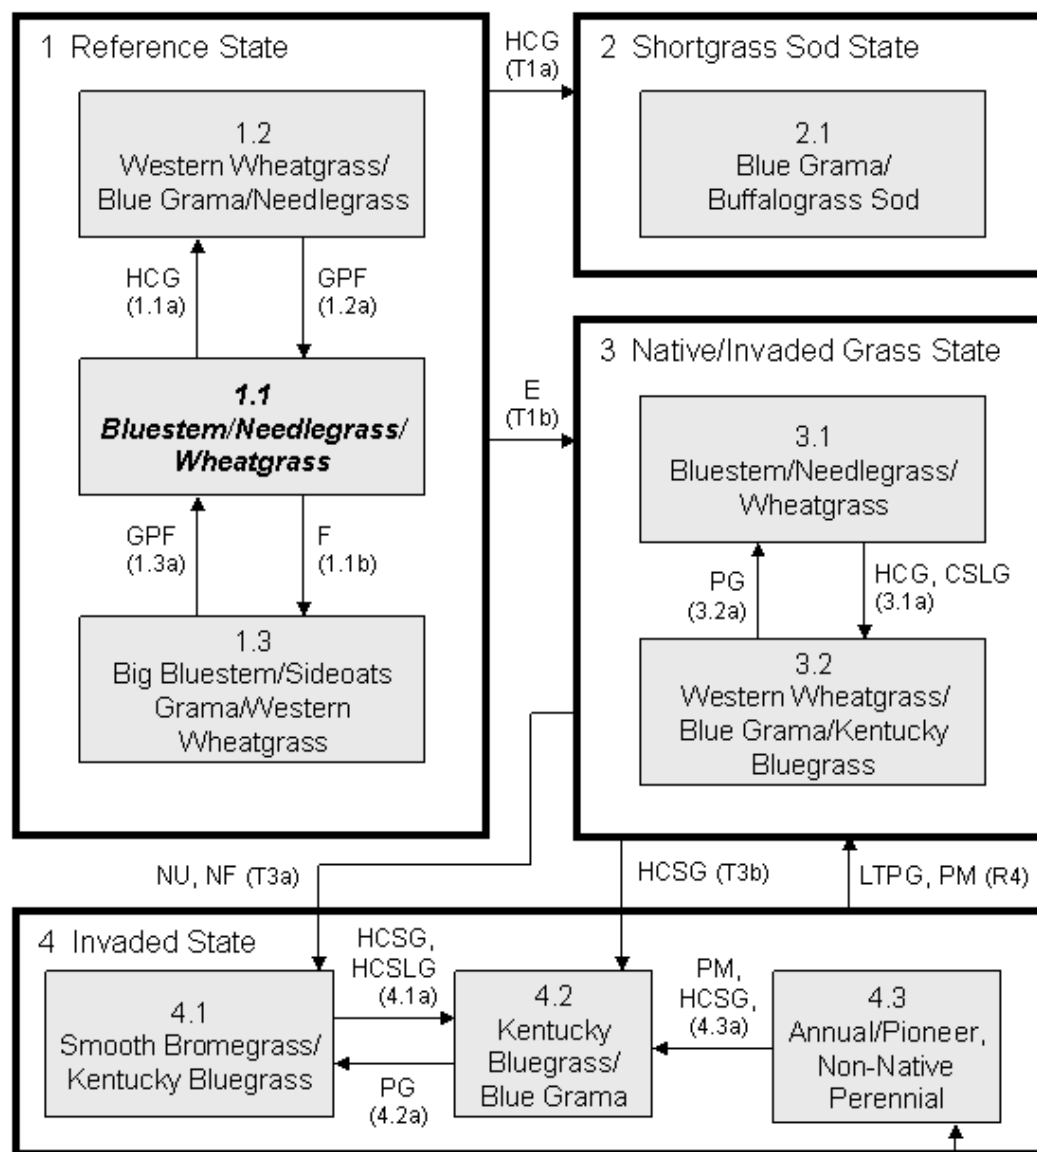 1 Reference State
1.2
Western Wheatgrass/
Blue Grama/Needlegrass
HCG
(1.1a)
GPF
(1.2a)
1.1
Bluestem/Needlegrass/
Wheatgrass
GPF
(1.3a)
F
(1.1b)
1.3
Big Bluestem/Sideoats
Grama/Western
Wheatgrass
HCG
(T1a)
2 Shortgrass Sod State
2.1
Blue Grama/
Buffalograss Sod
E
(T1b)
3 Native/Invaded Grass State
3.1
Bluestem/Needlegrass/
Wheatgrass
PG
(3.2a)
HCG, CSLG
(3.1a)
3.2
Western Wheatgrass/
Blue Grama/Kentucky
Bluegrass
NU, NF (T3a)
HCSG (T3b)
LTPG, PM (R4)
4 Invaded State
4.1
Smooth Bromegrass/
Kentucky Bluegrass
HCSG,
HCSLG
(4.1a)
PG
(4.2a)
4.2
Kentucky
Bluegrass/
Blue Grama
PM,
HCSG,
(4.3a)
4.3
Annual/Pioneer,
Non-Native
Perennial